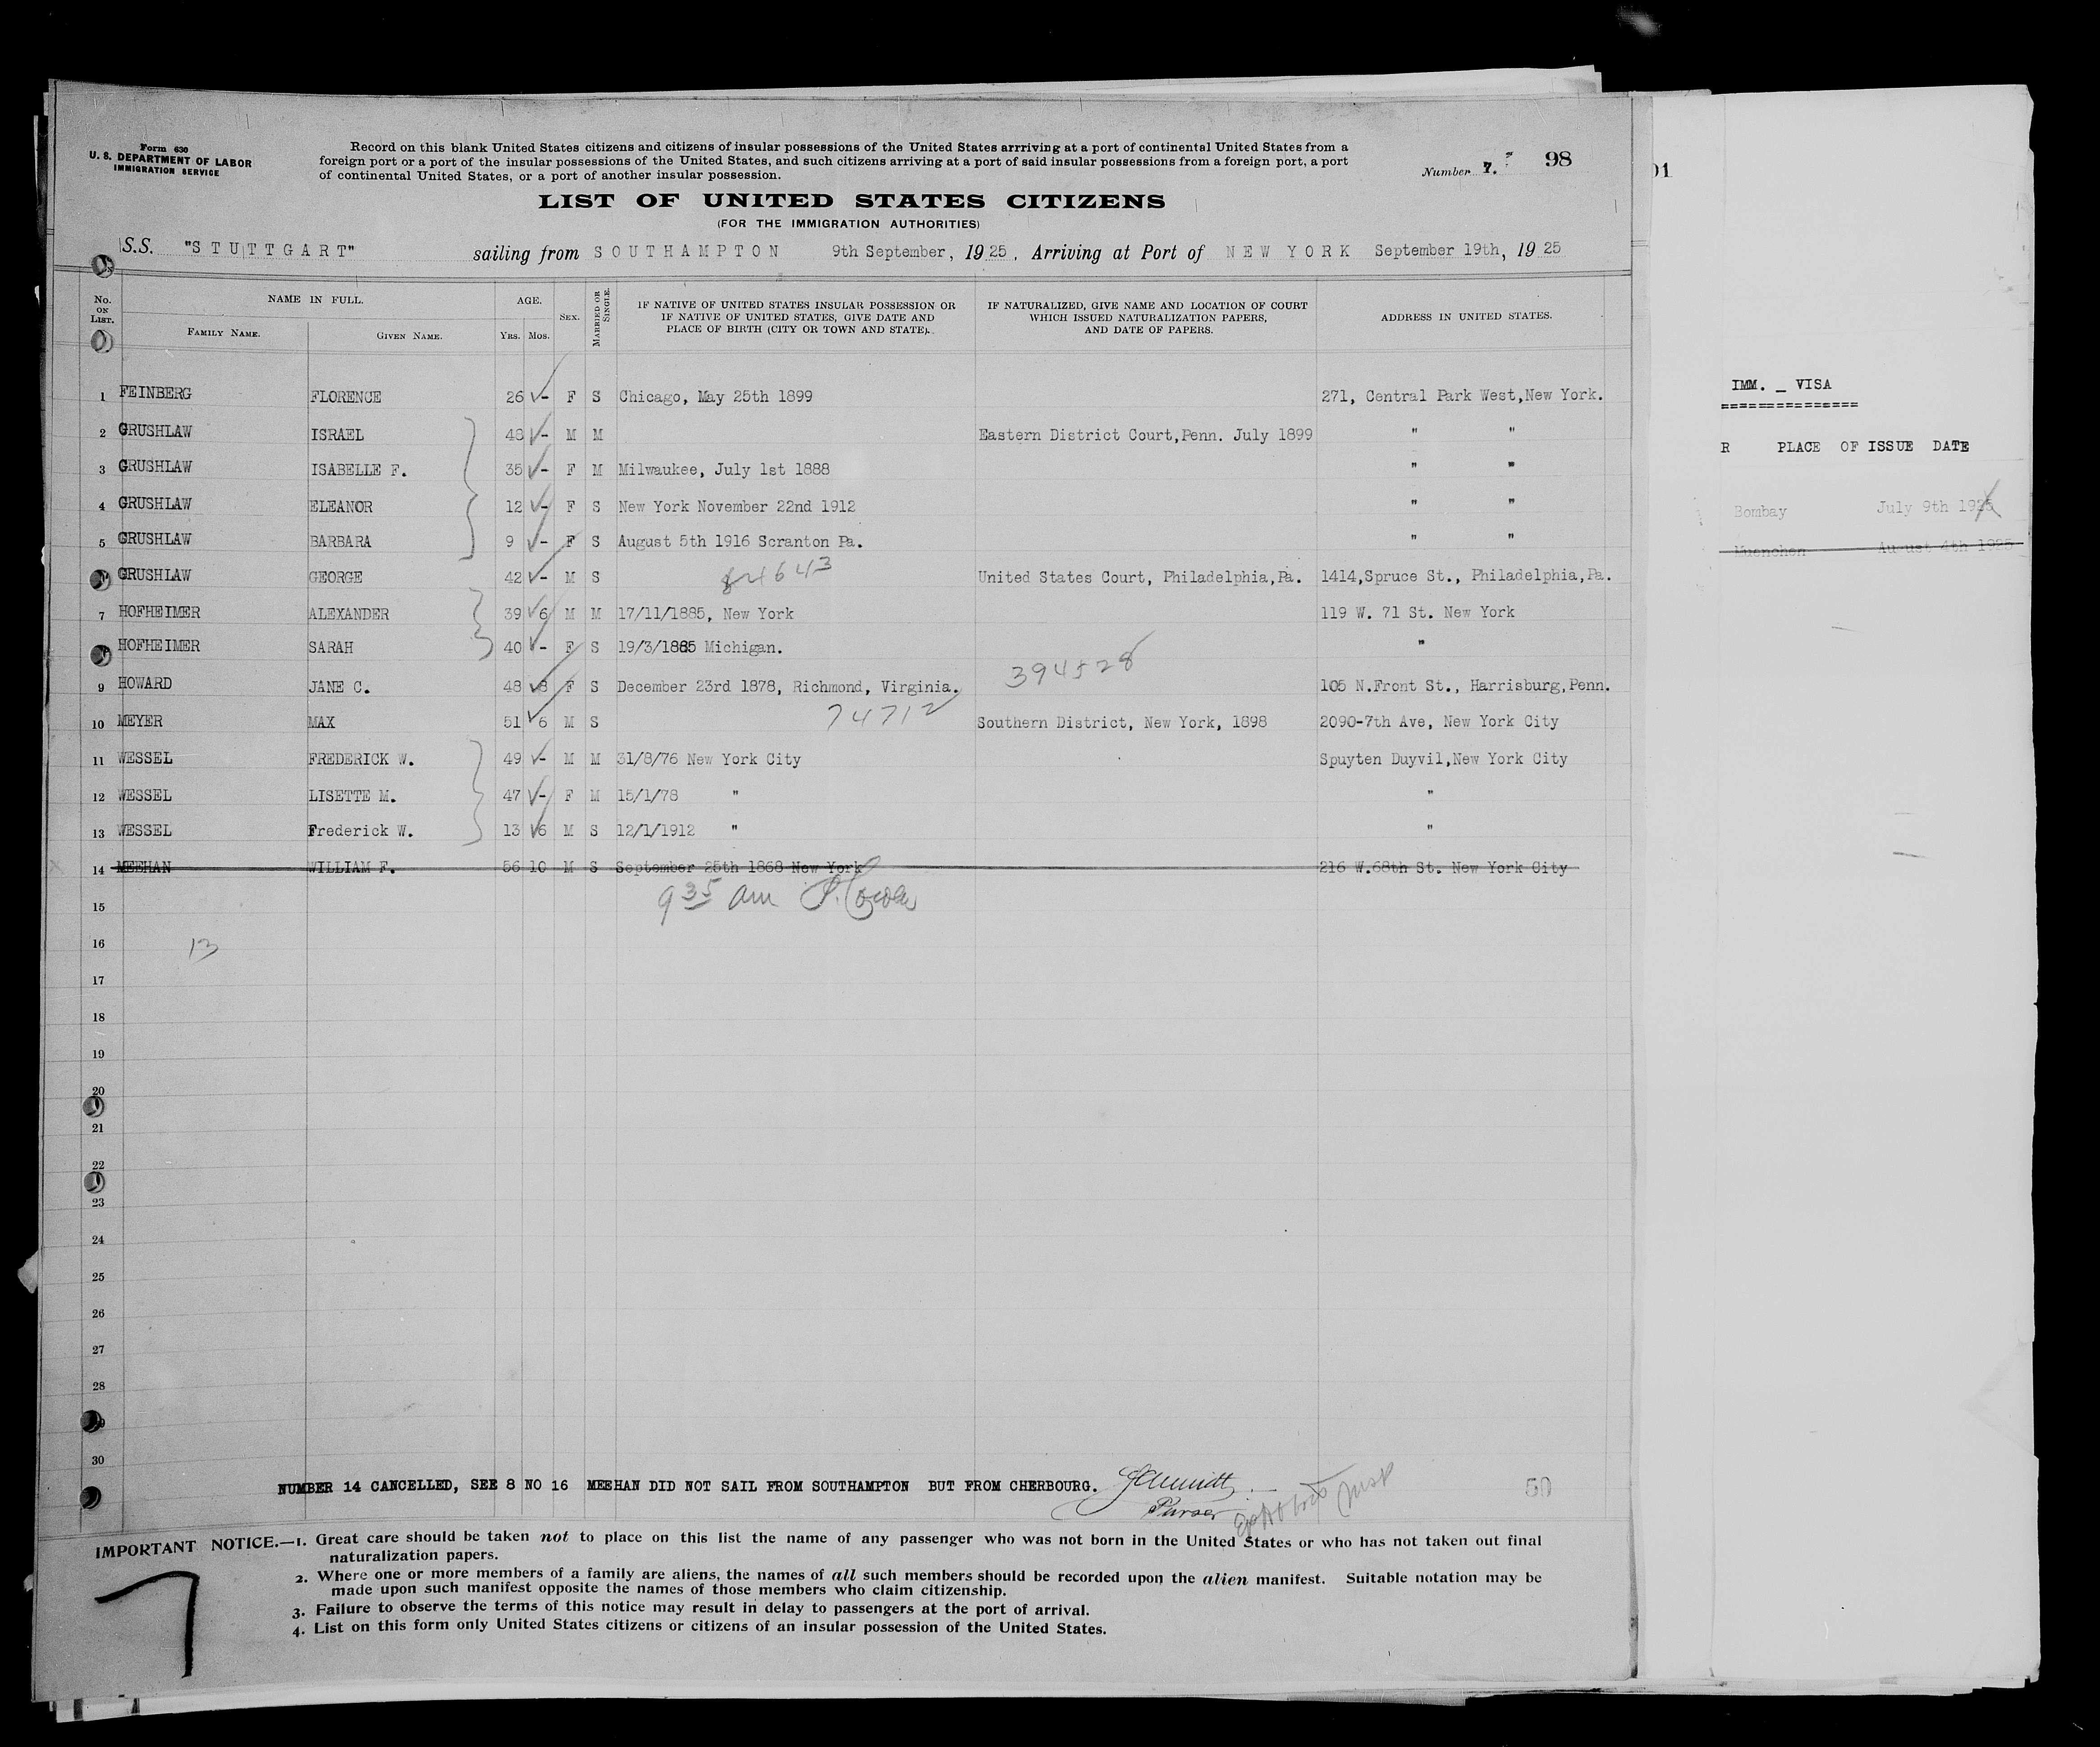 Form 630
U. S. DEPARTMENT OF LABOR
IMMIGRATION SERVICE
Record on this blank United States citizens and citizens of insular possessions of the United States arrriving at a port of continental United States from a
foreign port or a port of the insular possessions of the United States, and such citizens arriving at a port of said insular possessions from a foreign port, a port
of continental United States, or a port of another insular possession.
Number 7. 98
LIST OF UNITED STATES CITIZENS
(FOR THE IMMIGRATION AUTHORITIES)
S.S. "STUTTGART" sailing from SOUTHAMPTON 9th September, 1925, Arriving at Port of NEW YORK September 19th, 1925
No. ON LIST. NAME IN FULL. AGE. SEX. MARRIED OR SINGLE. IF NATIVE OF UNITED STATES INSULAR POSSESSION OR IF NATIVE OF UNITED STATES, GIVE DATE AND PLACE OF BIRTH (CITY OR TOWN AND STATE). IF NATURALIZED, GIVE NAME AND LOCATION OF COURT WHICH ISSUED NATURALIZATION PAPERS, AND DATE OF PAPERS. ADDRESS IN UNITED STATES.
FAMILY NAME. GIVEN NAME. YRS. MOS.
1 FEINBERG FLORENCE 26 - F S Chicago, May 25th 1899 271, Central Park West,New York.
2 GRUSHLAW ISRAEL 48 - M M Eastern District Court,Penn. July 1899 " "
3 GRUSHLAW ISABELLE F. 35 - F M Milwaukee, July 1st 1888 " "
4 GRUSHLAW ELEANOR 12 - F S New York November 22nd 1912 " "
5 GRUSHLAW BARBARA 9 - F S August 5th 1916 Scranton Pa. " "
GRUSHLAW GEORGE 42 - M S 84643 United States Court, Philadelphia,Pa. 1414,Spruce St., Philadelphia,Pa.
7 HOFHEIMER ALEXANDER 39 6 M M 17/11/1885, New York 119 W. 71 St. New York
HOFHEIMER SARAH 40 - F S 19/3/1885 Michigan. "
394528
9 HOWARD JANE C. 48 8 F S December 23rd 1878, Richmond, Virginia. 105 N.Front St., Harrisburg,Penn.
10 MEYER MAX 51 6 M S 74712 Southern District, New York, 1898 2090-7th Ave, New York City
11 WESSEL FREDERICK W. 49 - M M 31/8/76 New York City Spuyten Duyvil,New York City
12 WESSEL LISETTE M. 47 - F M 15/1/78 " "
13 WESSEL Frederick W. 13 6 M S 12/1/1912 " "
14 MEEHAN WILLIAM F. 56 10 M S September 25th 1868 New York 216 W.68th St. New York City
15 9 35 am
16 13
17
18
19
20
21
22
23
24
25
26
27
28
30
NUMBER 14 CANCELLED, SEE 8 NO 16 MEEHAN DID NOT SAIL FROM SOUTHAMPTON BUT FROM CHERBOURG. Schmidt
Purser
50
IMPORTANT NOTICE.—1. Great care should be taken not to place on this list the name of any passenger who was not born in the United States or who has not taken out final
naturalization papers.
2. Where one or more members of a family are aliens, the names of all such members should be recorded upon the alien manifest. Suitable notation may be
made upon such manifest opposite the names of those members who claim citizenship.
3. Failure to observe the terms of this notice may result in delay to passengers at the port of arrival.
4. List on this form only United States citizens or citizens of an insular possession of the United States.
7
01
IMM. _ VISA
===============
R PLACE OF ISSUE DATE
Bombay July 9th 1925
Muenchen August 4th 1925